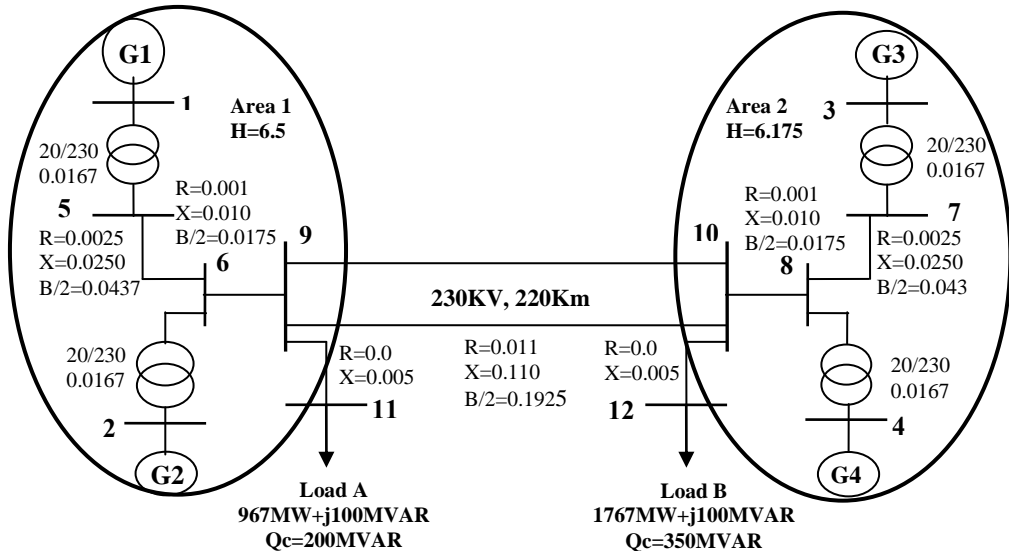 G1
1
Area 1
H=6.5
20/230
0.0167
5
R=0.001
X=0.010
B/2=0.0175
R=0.0025
X=0.0250
B/2=0.0437
6
9
20/230
0.0167
2
G2
R=0.0
X=0.005
11
Load A
967MW+j100MVAR
Qc=200MVAR
230KV, 220Km
R=0.011
X=0.110
B/2=0.1925
G3
3
Area 2
H=6.175
20/230
0.0167
7
R=0.001
X=0.010
B/2=0.0175
R=0.0025
X=0.0250
B/2=0.043
10
8
20/230
0.0167
4
G4
R=0.0
X=0.005
12
Load B
1767MW+j100MVAR
Qc=350MVAR